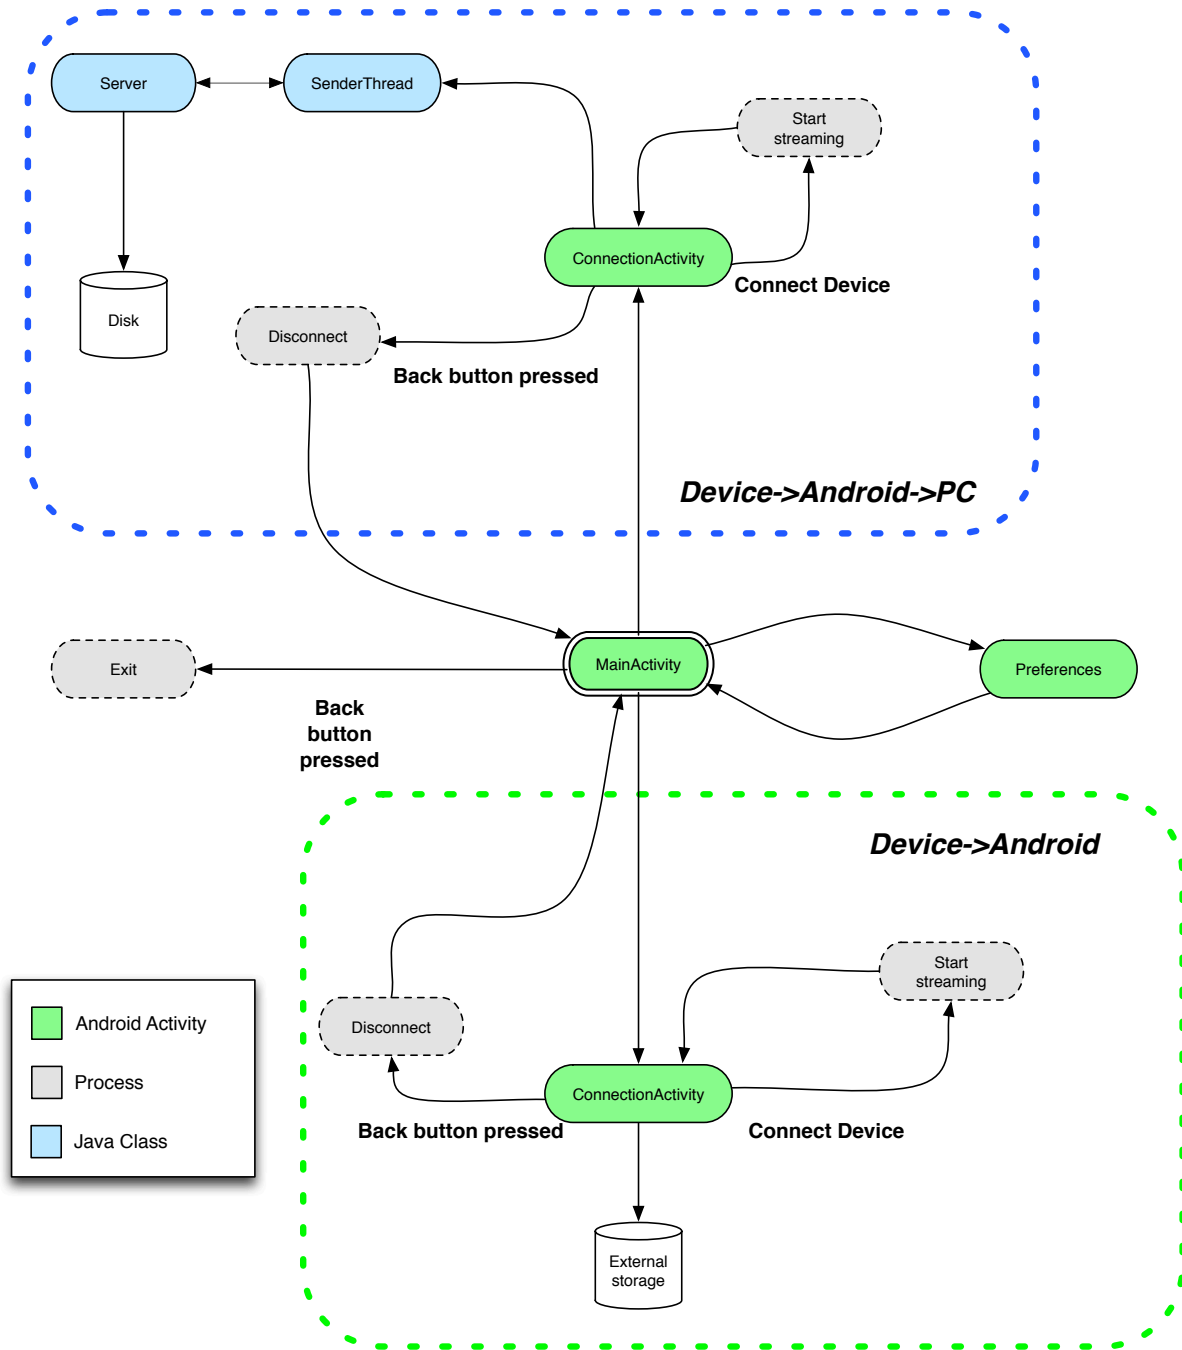 Server
SenderThread
Start
streaming
ConnectionActivity
Connect Device
Disk
Disconnect
Back button pressed
Device->Android->PC
Exit
MainActivity
Preferences
Back
button
pressed
Device->Android
Start
streaming
Disconnect
ConnectionActivity
Back button pressed
Connect Device
External
storage
Android Activity
Process
Java Class